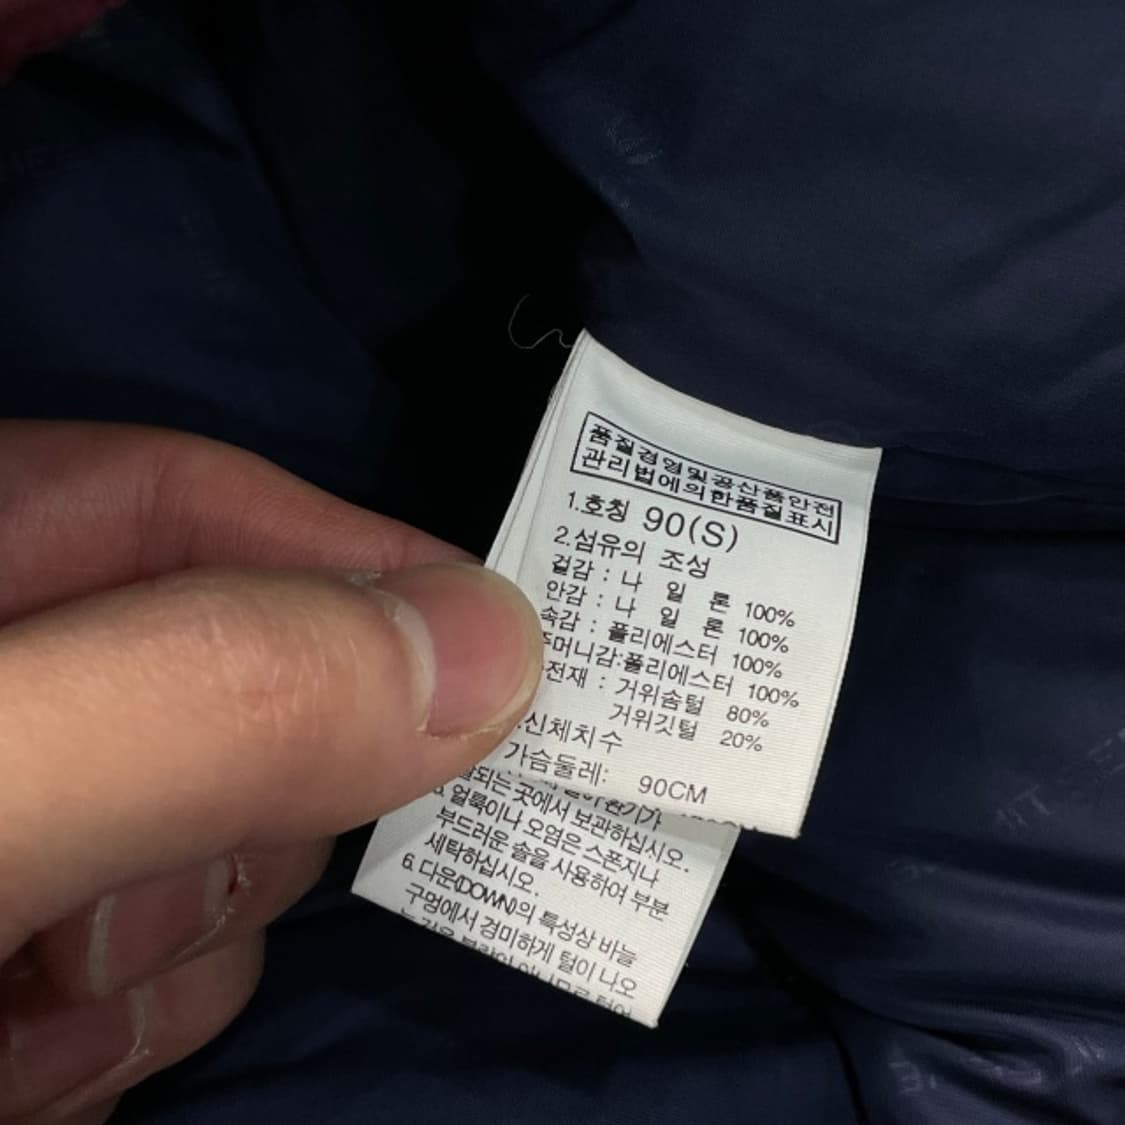 품질경영및공산품안전
관리법에의한품질표시
1.호칭 90(S)
2.섬유의 조성
겉감 : 나 일 론 100%
안감 : 나 일 론 100%
속감 : 폴리에스터 100%
주머니감:폴리에스터 100%
전재 : 거위솜털 80%
거위깃털 20%
신체치수
가슴둘레: 90CM
되는 곳에서 보관하십시오.
얼룩이나 오염은 스폰지나
부드러운 솔을 사용하여 부분
세탁하십시오.
6. 다운(DOWN)의 특성상 바늘
구멍에서 경미하게 털이 나오